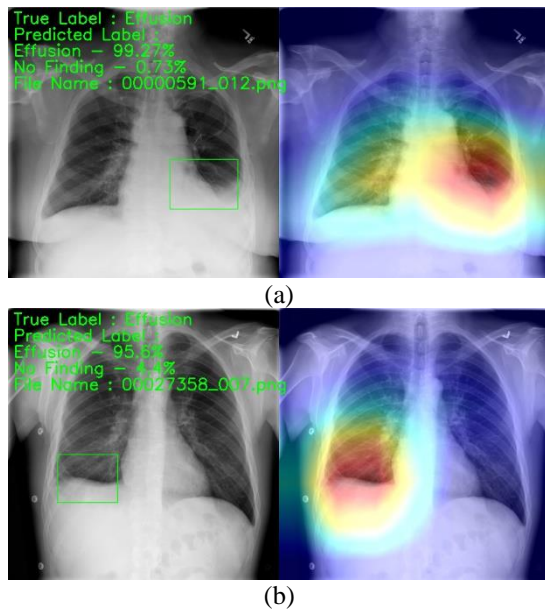 True Label : Effusion
Predicted Label :
Effusion - 99.27%
No Finding - 0.73%
File Name : 00000591_012.png
(a)
True Label : Effusion
Predicted Label :
Effusion - 95.6%
No Finding - 4.4%
File Name : 00027358_007.png
(b)